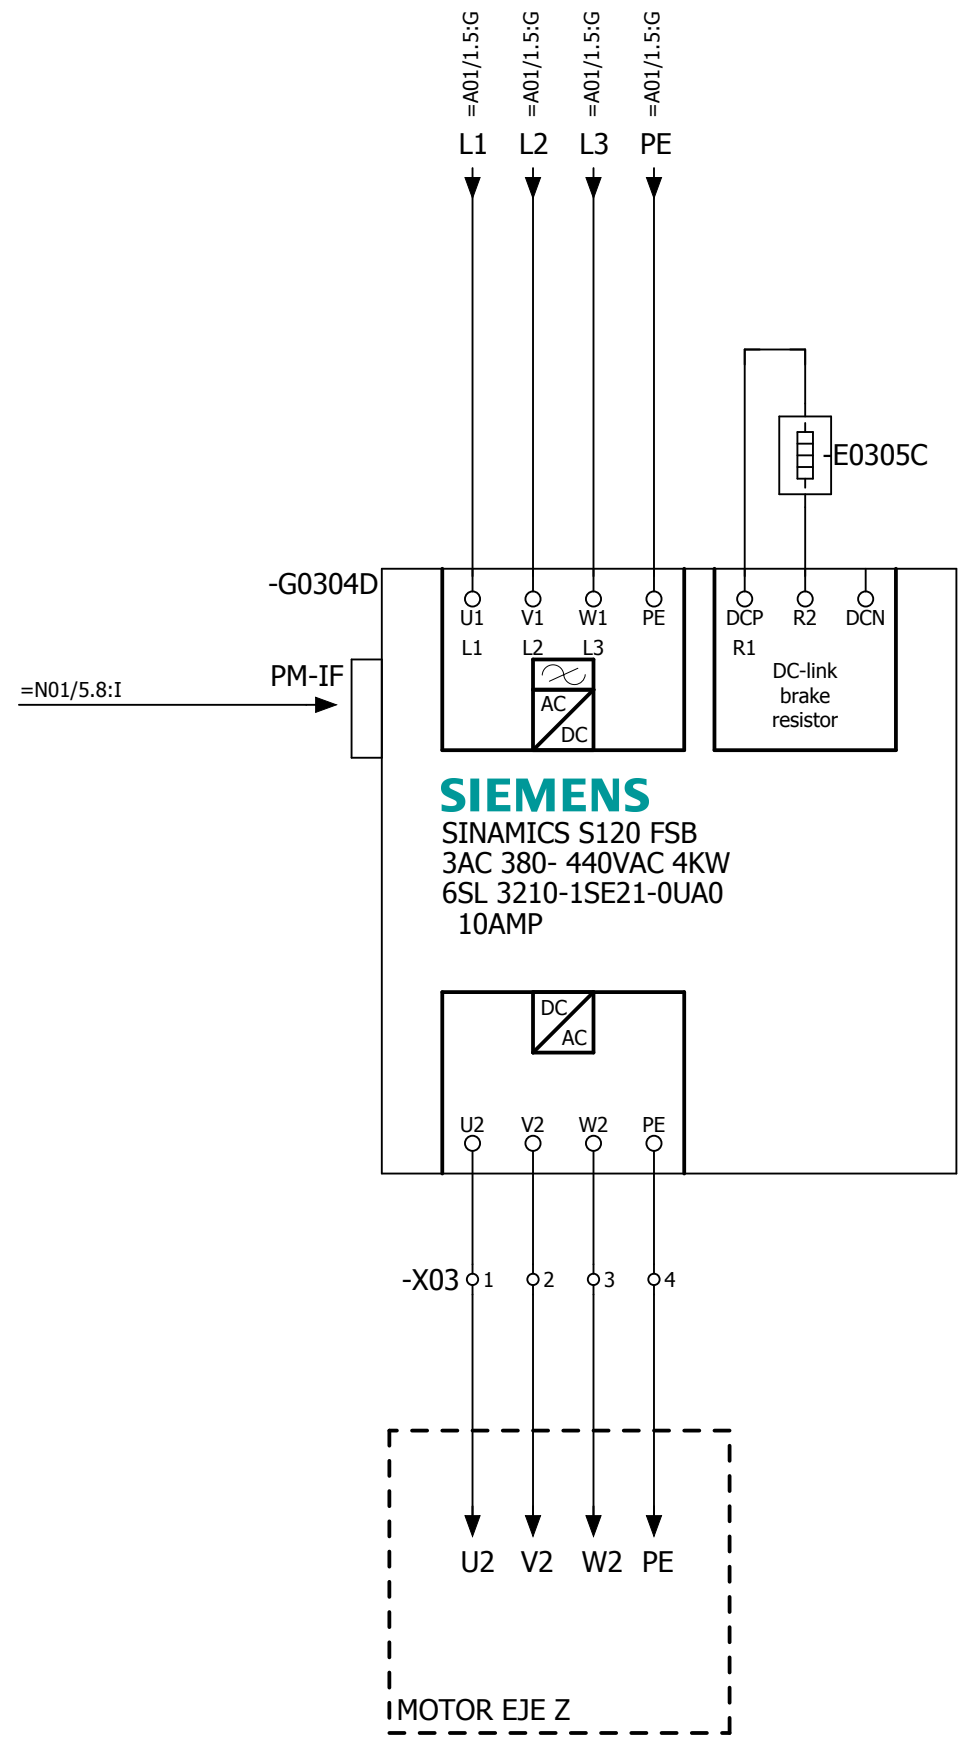 =A01/1.5:G
=A01/1.5:G
=A01/1.5:G
=A01/1.5:G
L1 L2 L3 PE
-E0305C
-G0304D
U1 V1 W1 PE
L1 L2 L3
DCP R2 DCN
R1
DC-link
brake
resistor
PM-IF
=N01/5.8:I
AC
DC
SIEMENS
SINAMICS S120 FSB
3AC 380- 440VAC 4KW
6SL 3210-1SE21-0UA0
10AMP
DC
AC
U2 V2 W2 PE
-X03 1 2 3 4
U2 V2 W2 PE
MOTOR EJE Z